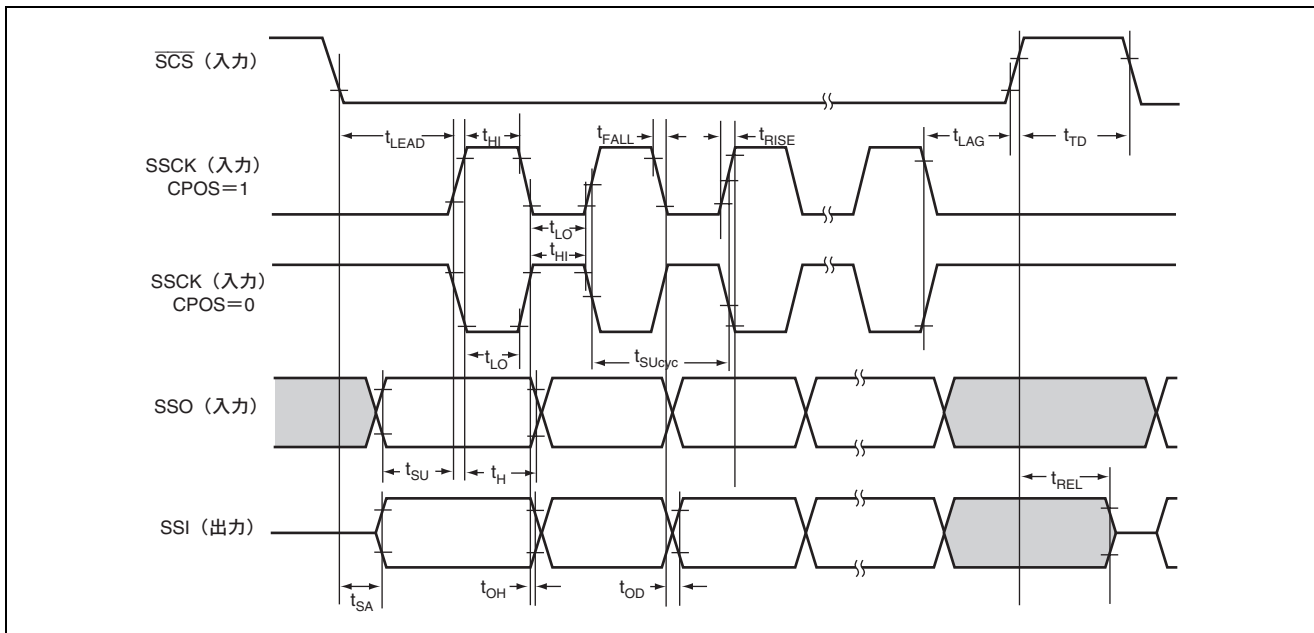 SCS（入力）
tLEAD
tHI
tFALL
tRISE
tLAG
tTD
SSCK（入力）
CPOS＝1
tLO
tHI
SSCK（入力）
CPOS＝0
tLO
tSUcyc
SSO（入力）
tSU
tH
tREL
SSI（出力）
tSA
tOH
tOD